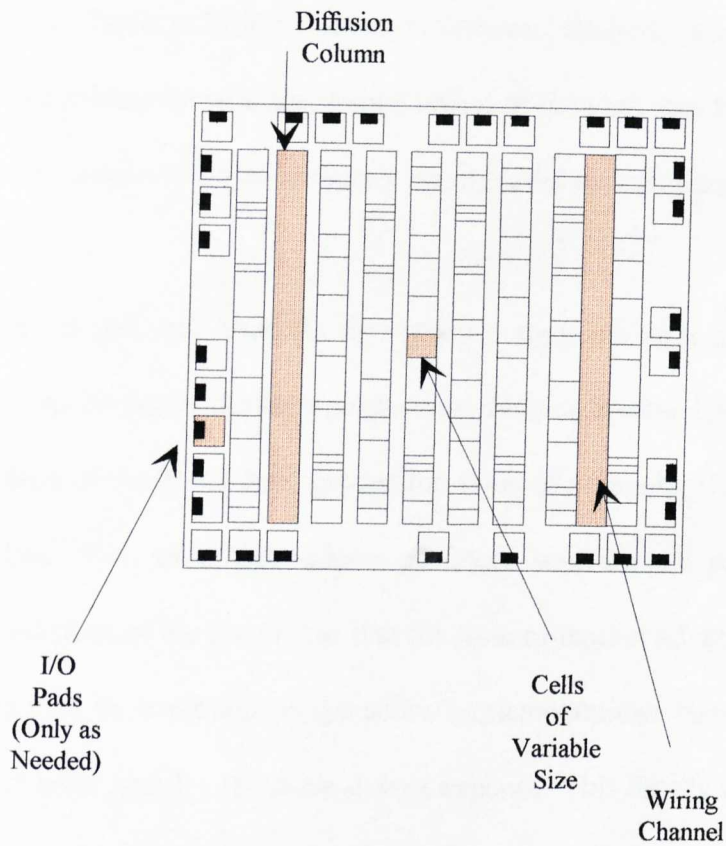 Diffusion
Column
I/O
Pads
(Only as
Needed)
Cells
of
Variable
Size
Wiring
Channel